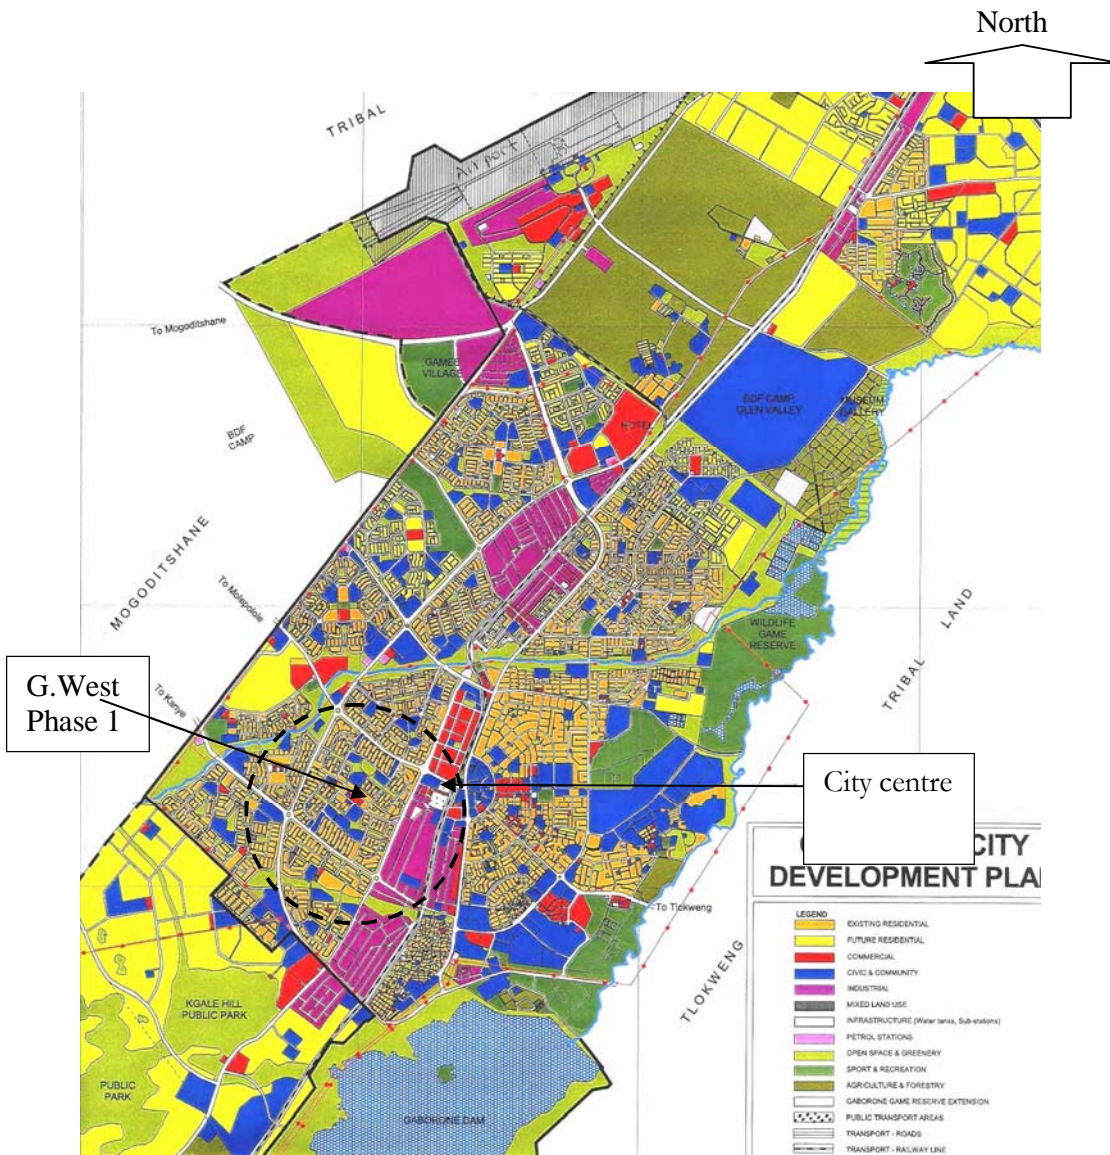 North
TRIBAL
Airport
To Mogoditshane
GAMES
VILLAGE
BDF
CAMP
HOTEL
BDF CAMP
GLEN VALLEY
MUSEUM
GALLERY
MOGODITSHANE
To Molepolole
To Kanye
WILDLIFE
GAME
RESERVE
TRIBAL LAND
G.West
Phase 1
City centre
CITY
DEVELOPMENT PLA
To Tlokweng
TLOKWENG
KGALE HILL
PUBLIC PARK
PUBLIC
PARK
GABORONE DAM
LEGEND
EXISTING RESIDENTIAL
FUTURE RESIDENTIAL
COMMERCIAL
CIVIC & COMMUNITY
INDUSTRIAL
MIXED LAND USE
INFRASTRUCTURE (Water tanks, Sub-stations)
PETROL STATIONS
OPEN SPACE & GREENERY
SPORT & RECREATION
AGRICULTURE & FORESTRY
GABORONE GAME RESERVE EXTENSION
PUBLIC TRANSPORT AREAS
TRANSPORT - ROADS
TRANSPORT - RAILWAY LINE